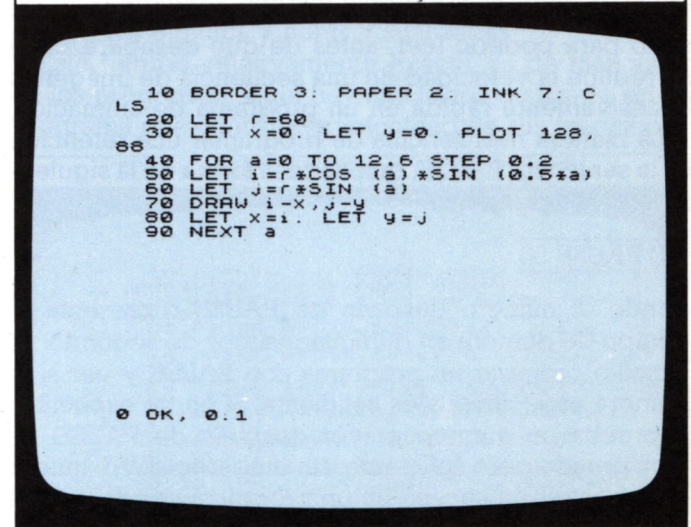 10 BORDER 3: PAPER 2: INK 7: C
LS
20 LET r=60
30 LET x=0: LET y=0: PLOT 128,
88
40 FOR a=0 TO 12.6 STEP 0.2
50 LET i=r*COS (a)*SIN (0.5*a)
60 LET j=r*SIN (a)
70 DRAW i-x,j-y
80 LET x=i: LET y=j
90 NEXT a
0 OK, 0:1